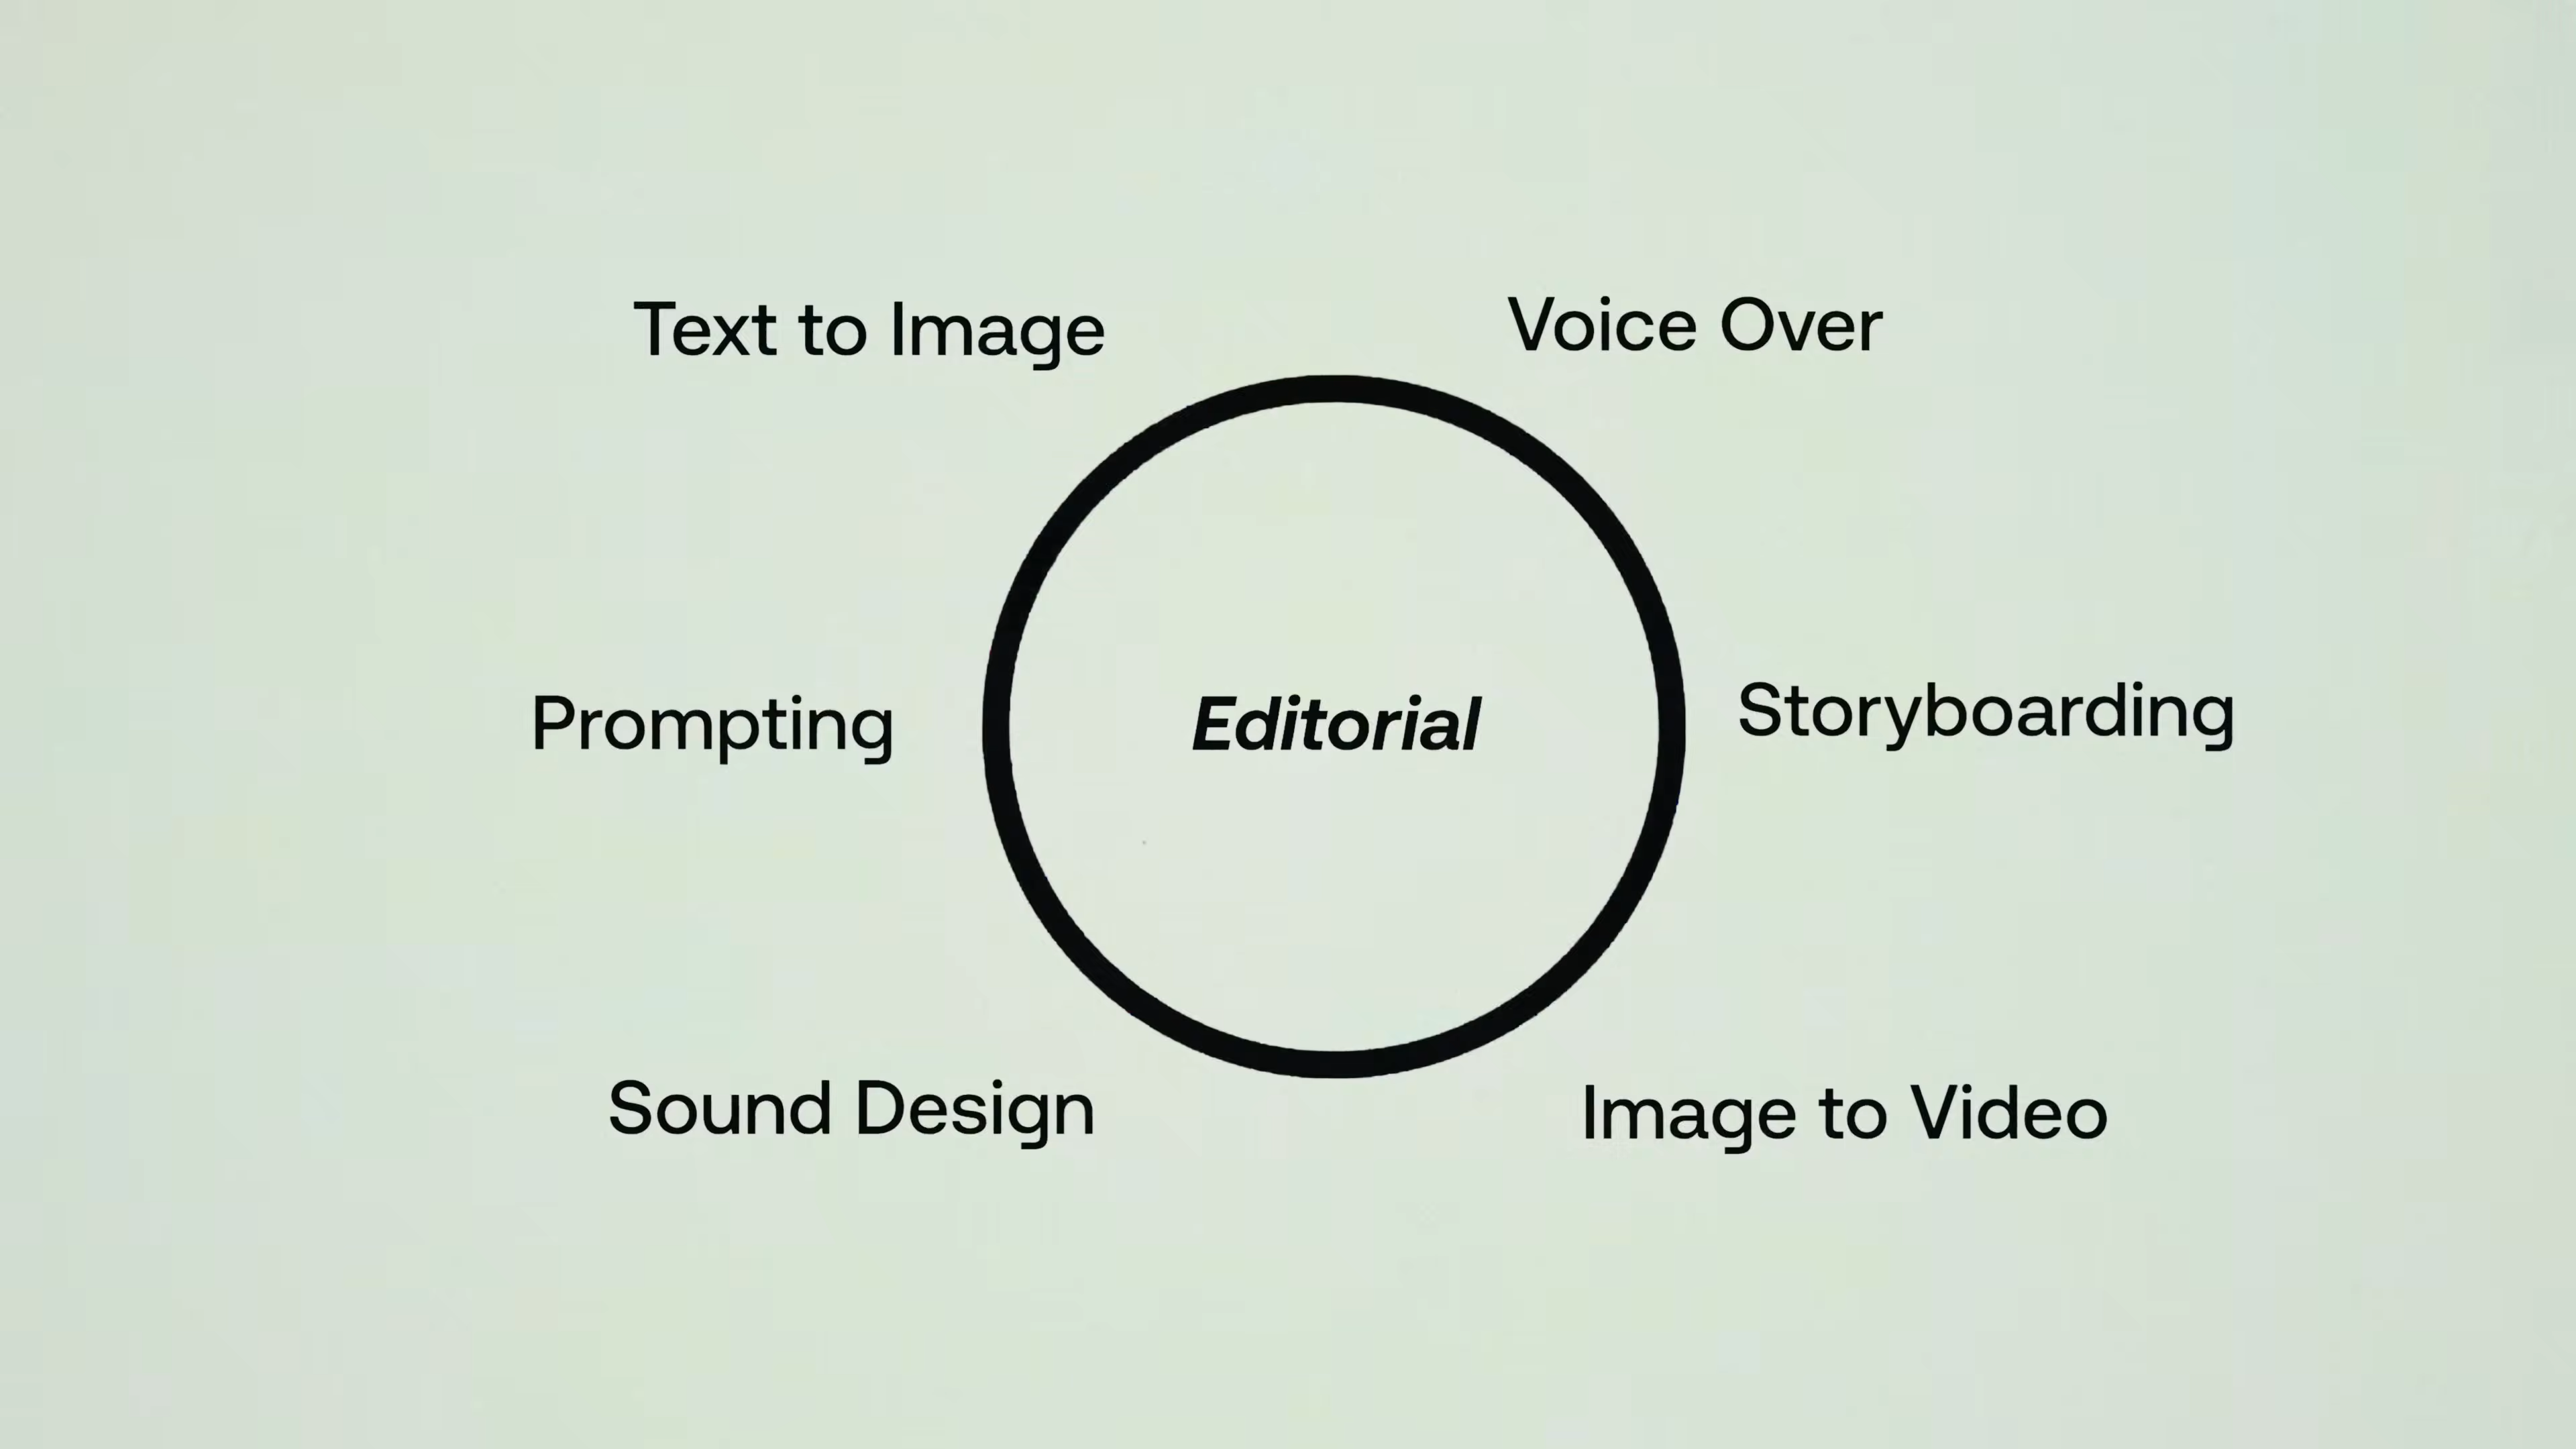 Text to Image
Voice Over
Prompting
Editorial
Storyboarding
Sound Design
Image to Video